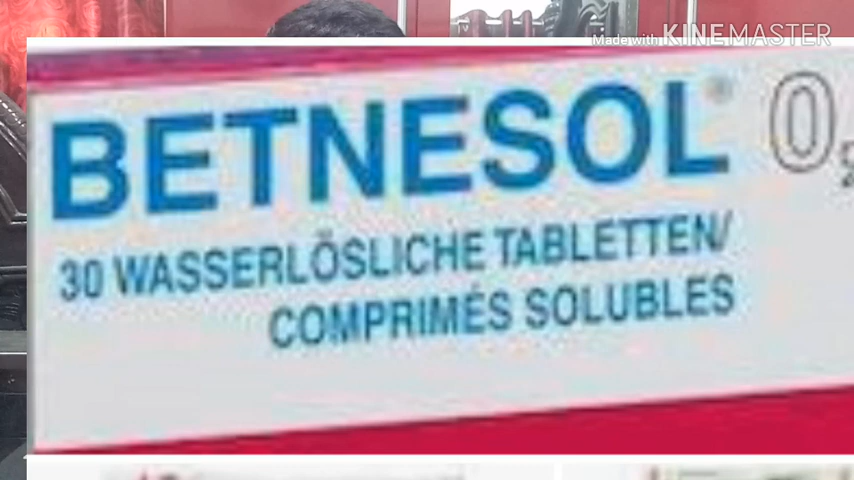 Made with KINEMASTER
BETNESOL® 0,
30 WASSERLÖSLICHE TABLETTEN/
COMPRIMÉS SOLUBLES